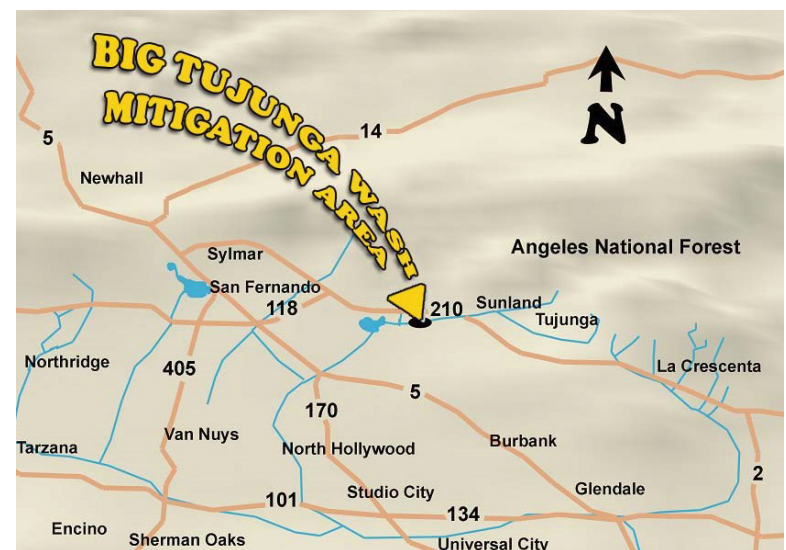 BIG TUJUNGA WASH
MITIGATION AREA
N
14
5
Newhall
Angeles National Forest
Sylmar
San Fernando
118
210
Sunland
Tujunga
Northridge
405
La Crescenta
5
170
Van Nuys
North Hollywood
Burbank
Tarzana
2
Studio City
Glendale
101
134
Encino
Sherman Oaks
Universal City